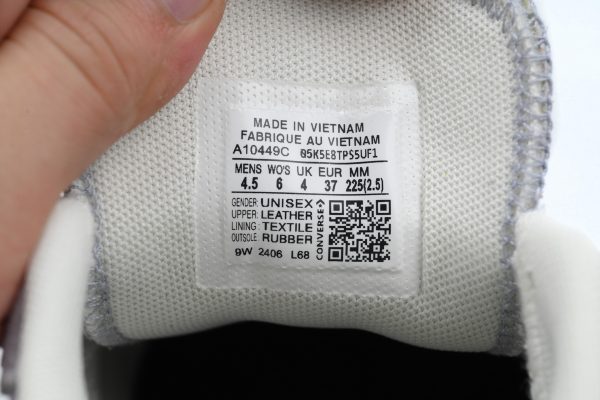 MADE IN VIETNAM
FABRIQUE AU VIETNAM
A10449C 05K5E8TPS5UF1
MENS WO'S UK EUR MM
4.5 6 4 37 225(2.5)
GENDER: UNISEX
UPPER: LEATHER
LINING: TEXTILE
OUTSOLE: RUBBER
9W 2406 L68
CONVERSE